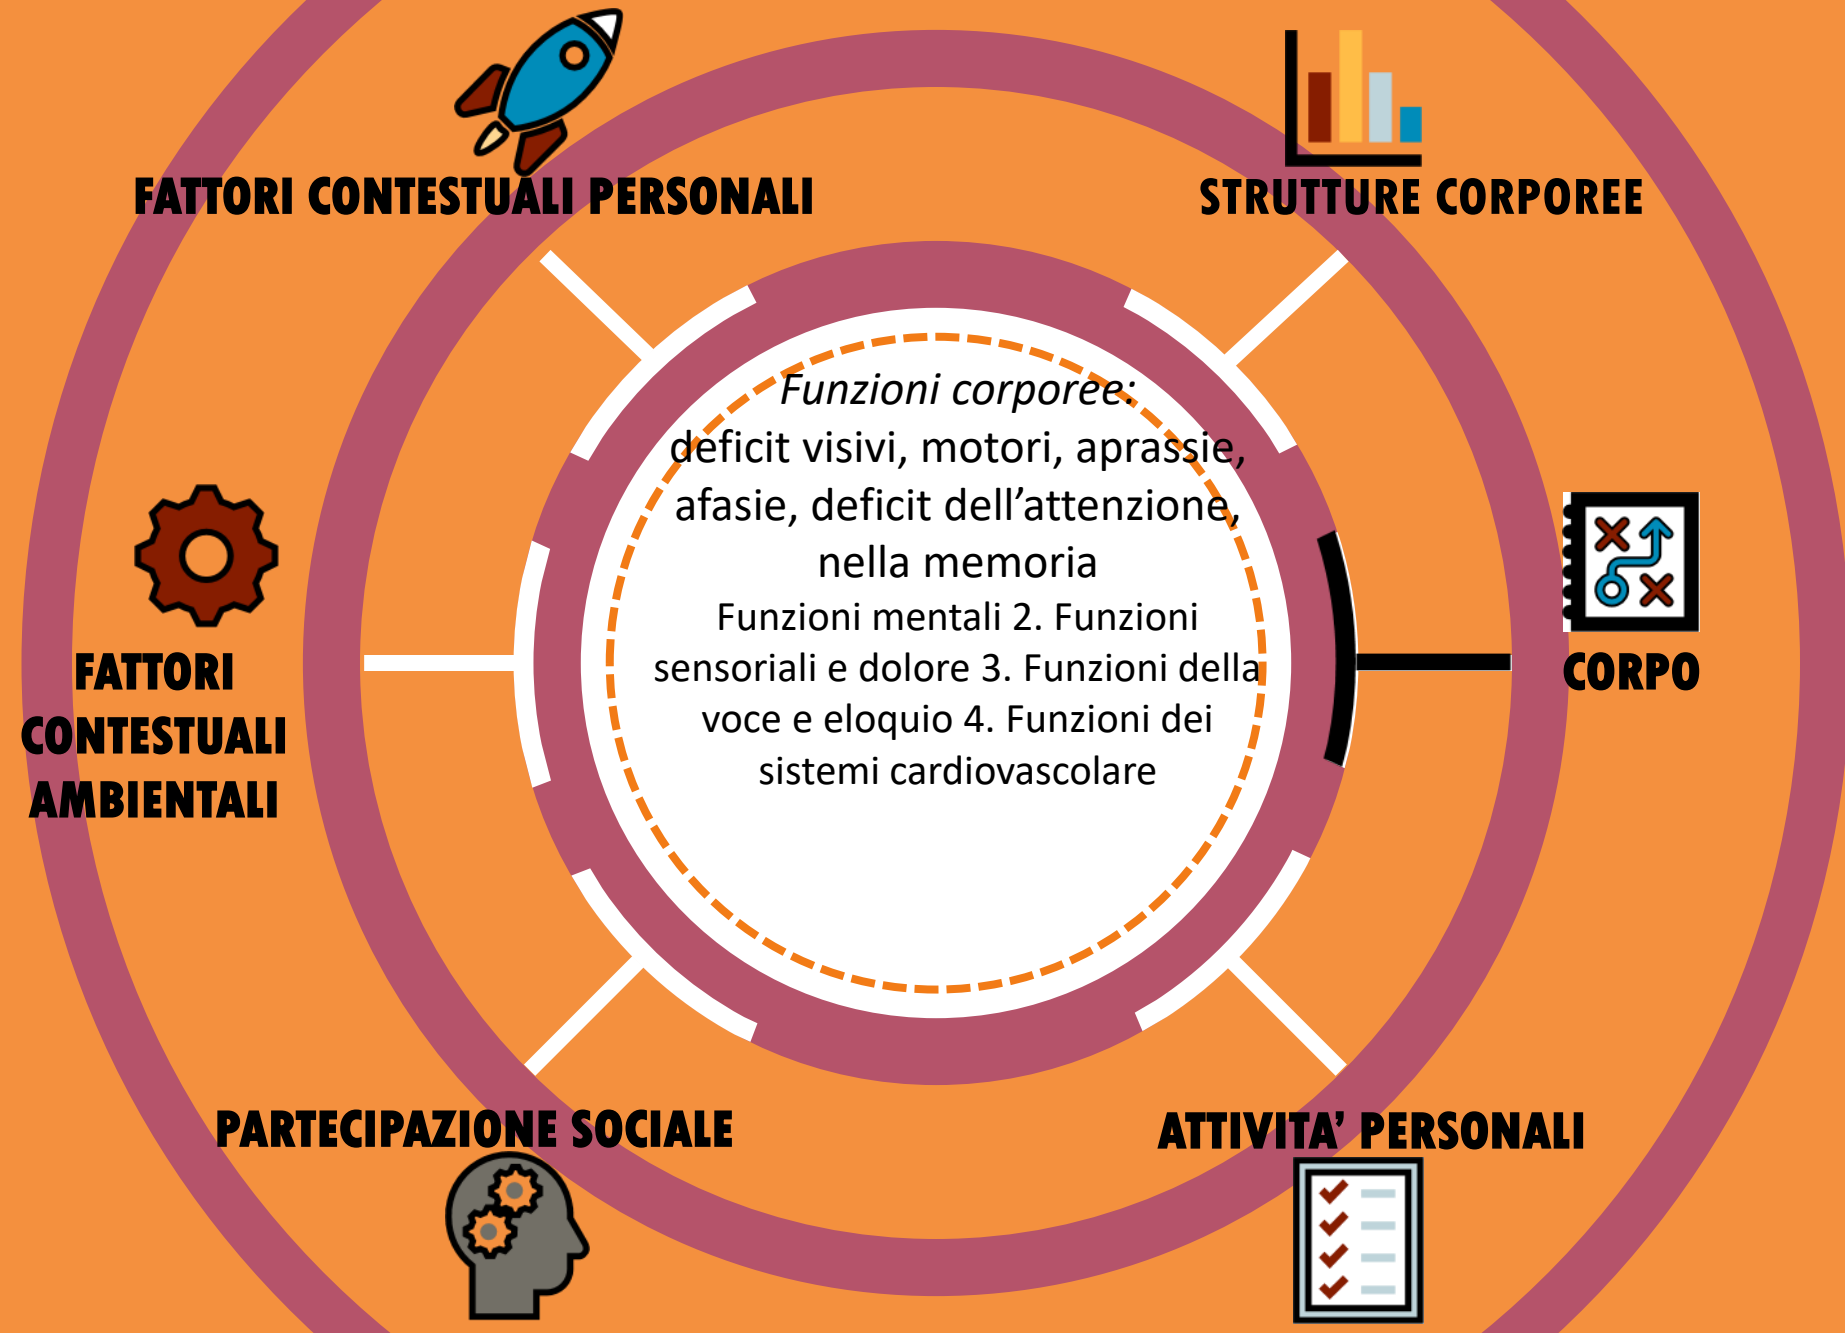 FATTORI CONTESTUALI PERSONALI
STRUTTURE CORPOREE
Funzioni corporee:
deficit visivi, motori, aprassie,
afasie, deficit dell’attenzione,
nella memoria
Funzioni mentali 2. Funzioni
sensoriali e dolore 3. Funzioni della
voce e eloquio 4. Funzioni dei
sistemi cardiovascolare
FATTORI
CONTESTUALI
AMBIENTALI
CORPO
PARTECIPAZIONE SOCIALE
ATTIVITA’ PERSONALI